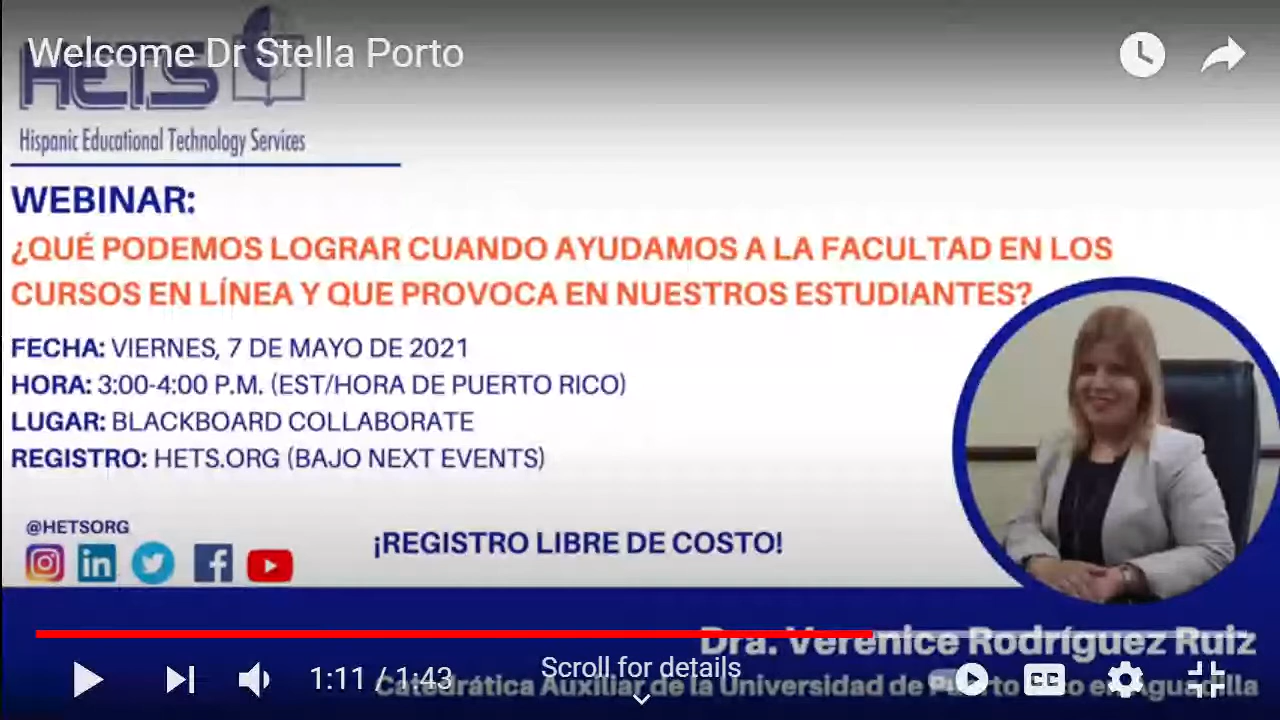 Welcome Dr Stella Porto
HETS
Hispanic Educational Technology Services
WEBINAR:
¿QUÉ PODEMOS LOGRAR CUANDO AYUDAMOS A LA FACULTAD EN LOS
CURSOS EN LÍNEA Y QUE PROVOCA EN NUESTROS ESTUDIANTES?
FECHA: VIERNES, 7 DE MAYO DE 2021
HORA: 3:00-4:00 P.M. (EST/HORA DE PUERTO RICO)
LUGAR: BLACKBOARD COLLABORATE
REGISTRO: HETS.ORG (BAJO NEXT EVENTS)
@HETSORG
in
¡REGISTRO LIBRE DE COSTO!
Dra. Verenice Rodríguez Ruiz
1:11 / 1:43
Scroll for details
Catedrática Auxiliar de la Universidad de Puerto Rico en Aguadilla
CC